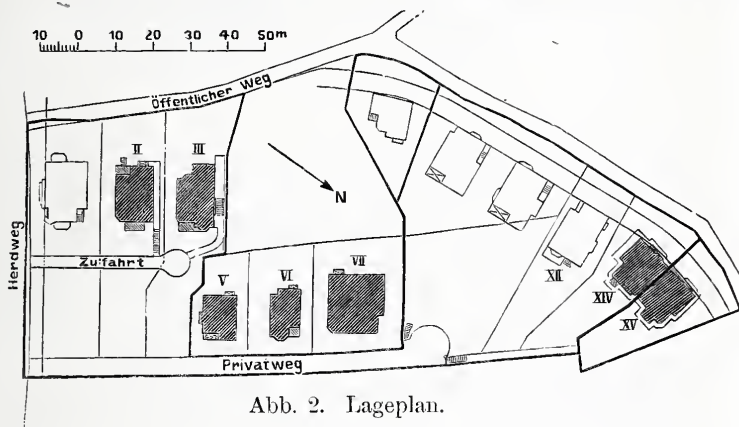 10 0 10 20 30 40 50m
Öffentlicher Weg
II III
N
Herdweg
Zufahrt
V VI VII
XII
XIV
XV
Privatweg
Abb. 2. Lageplan.